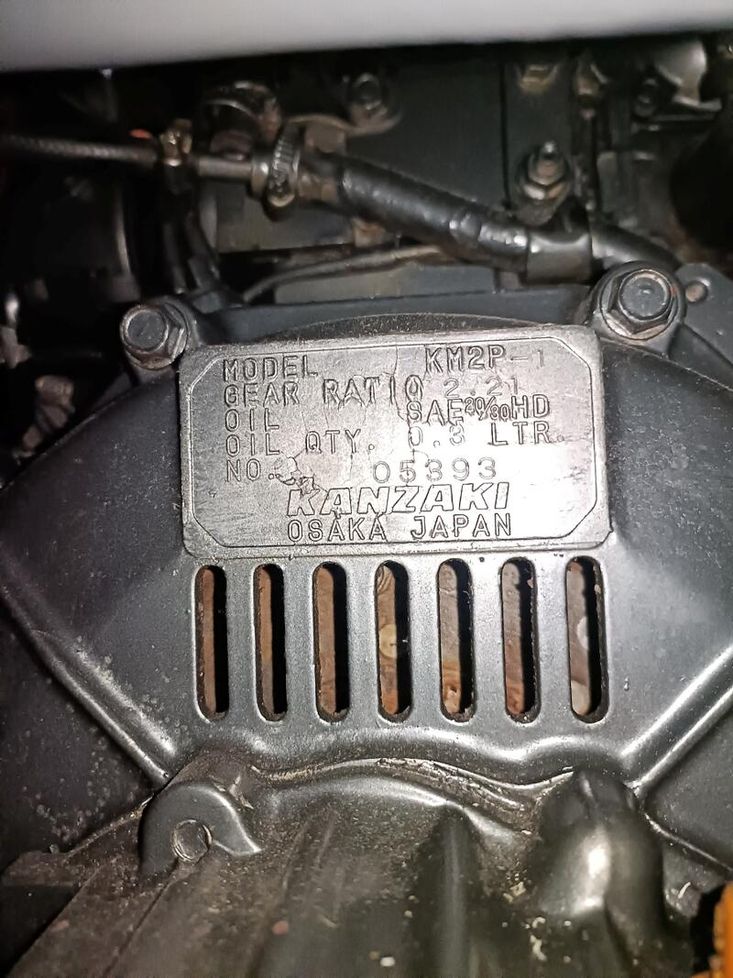 MODEL KM2P-1
GEAR RATIO 2.21
OIL SAE 20/30 HD
OIL QTY. 0.3 LTR.
NO. 05393
KANZAKI
OSAKA JAPAN